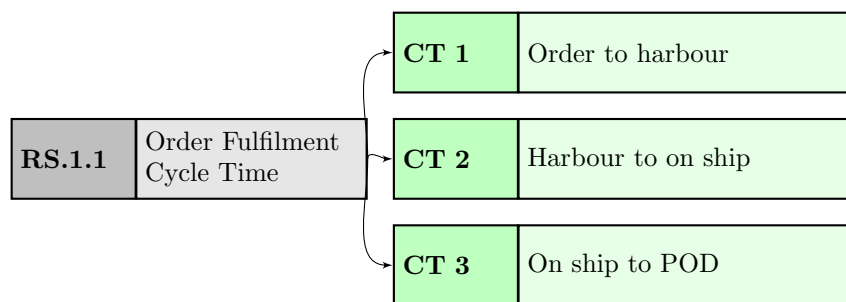 CT 1 Order to harbour
RS.1.1 Order Fulfilment
Cycle Time
CT 2 Harbour to on ship
CT 3 On ship to POD